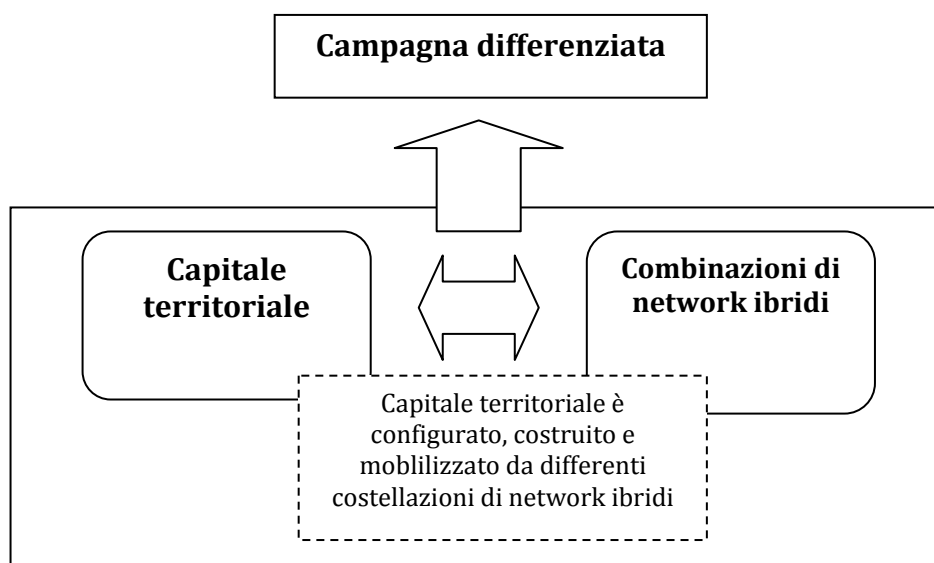 Campagna differenziata
Capitale
territoriale
Combinazioni di
network ibridi
Capitale territoriale è
configurato, costruito e
moblilizzato da differenti
costellazioni di network ibridi